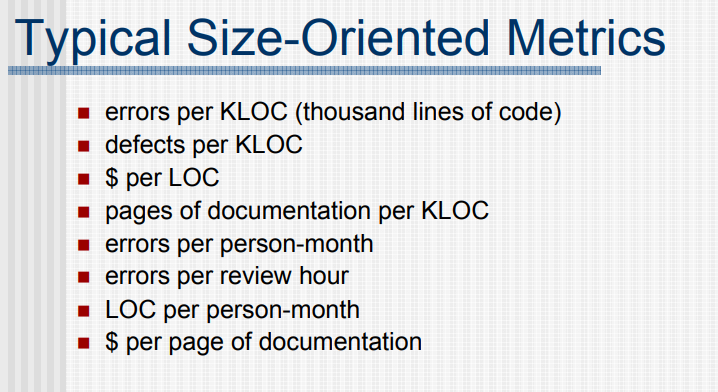 Typical Size-Oriented Metrics
errors per KLOC (thousand lines of code)
defects per KLOC
$ per LOC
pages of documentation per KLOC
errors per person-month
errors per review hour
LOC per person-month
$ per page of documentation